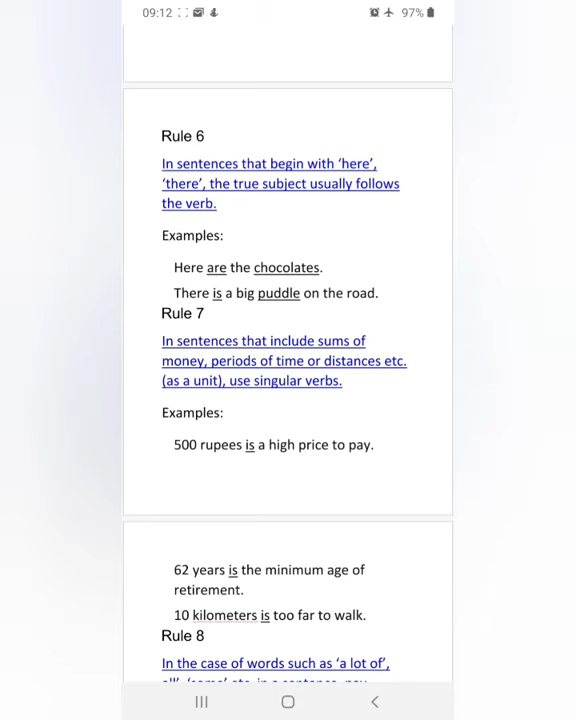 09:12 97%
Rule 6
In sentences that begin with ‘here’,
‘there’, the true subject usually follows
the verb.
Examples:
Here are the chocolates.
There is a big puddle on the road.
Rule 7
In sentences that include sums of
money, periods of time or distances etc.
(as a unit), use singular verbs.
Examples:
500 rupees is a high price to pay.
62 years is the minimum age of
retirement.
10 kilometers is too far to walk.
Rule 8
In the case of words such as ‘a lot of’,